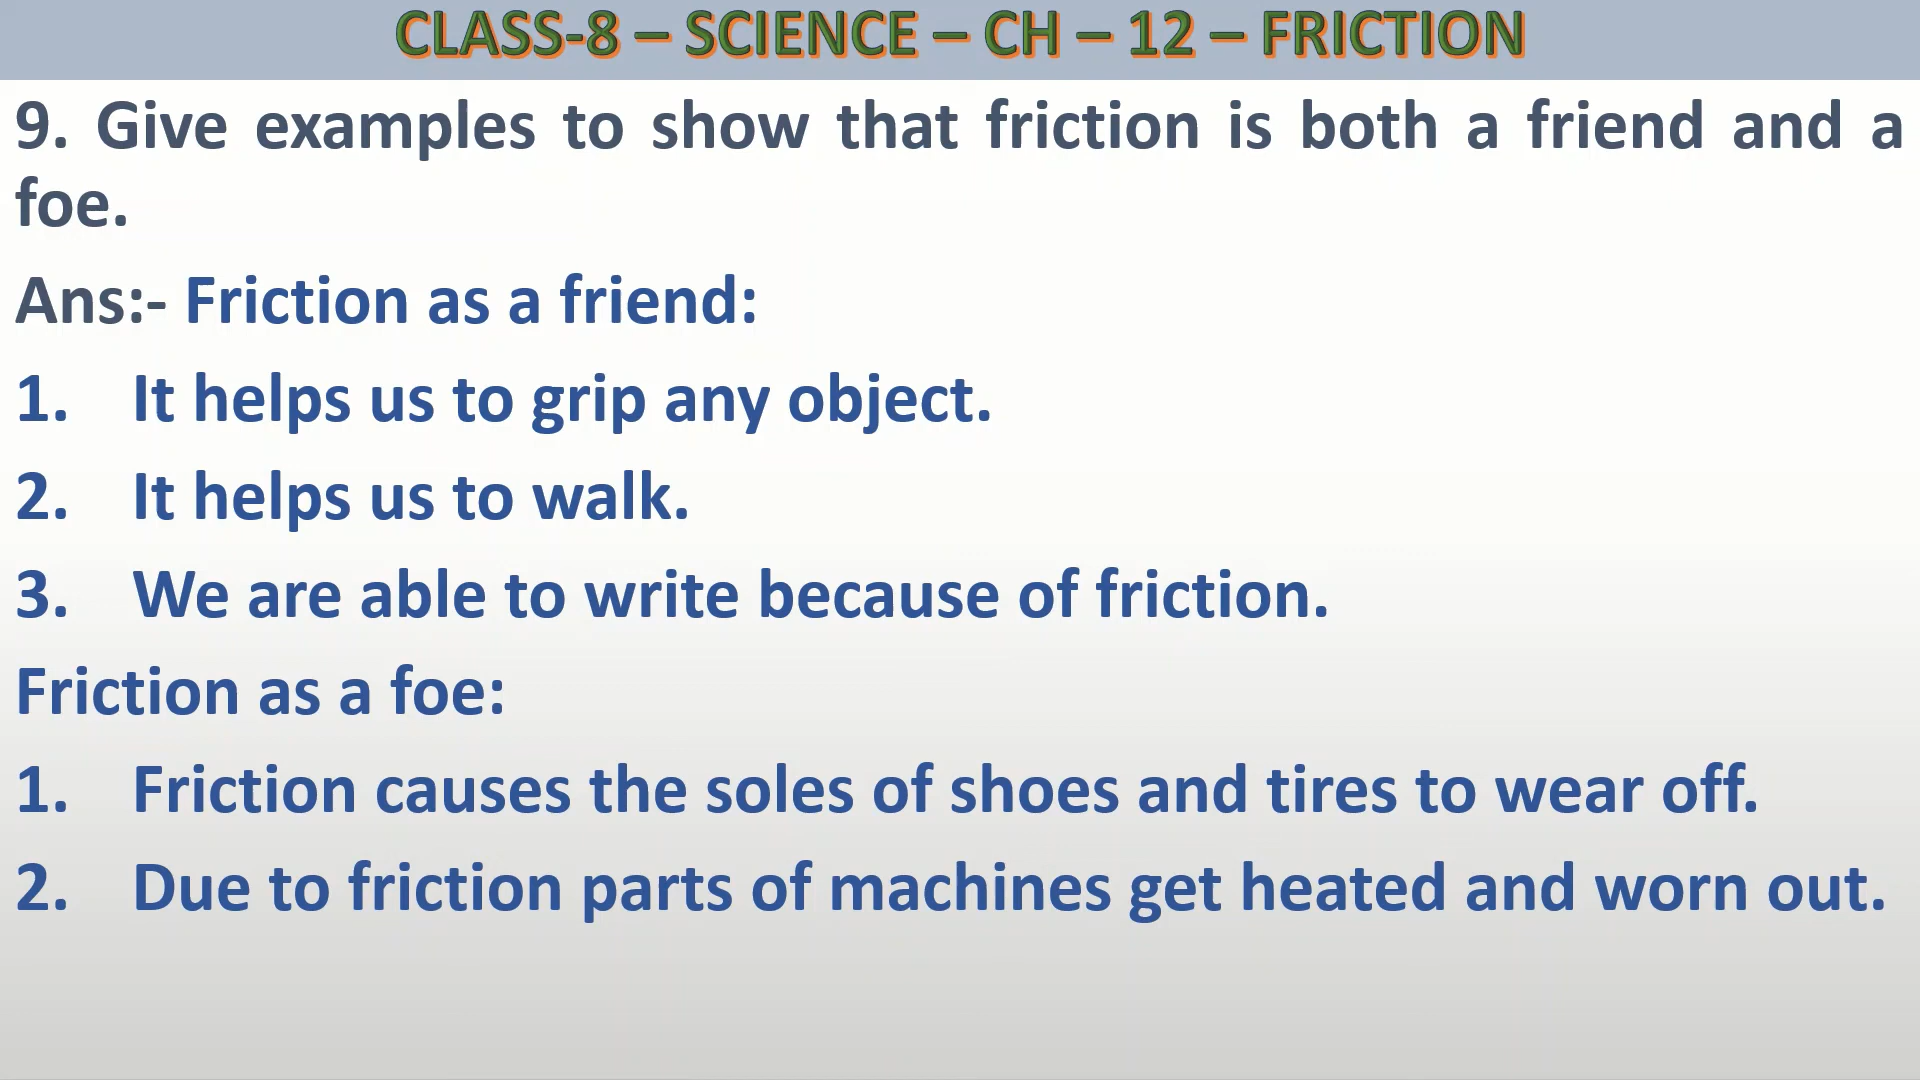 CLASS-8 – SCIENCE – CH – 12 – FRICTION
9. Give examples to show that friction is both a friend and a
foe.
Ans:- Friction as a friend:
1. It helps us to grip any object.
2. It helps us to walk.
3. We are able to write because of friction.
Friction as a foe:
1. Friction causes the soles of shoes and tires to wear off.
2. Due to friction parts of machines get heated and worn out.